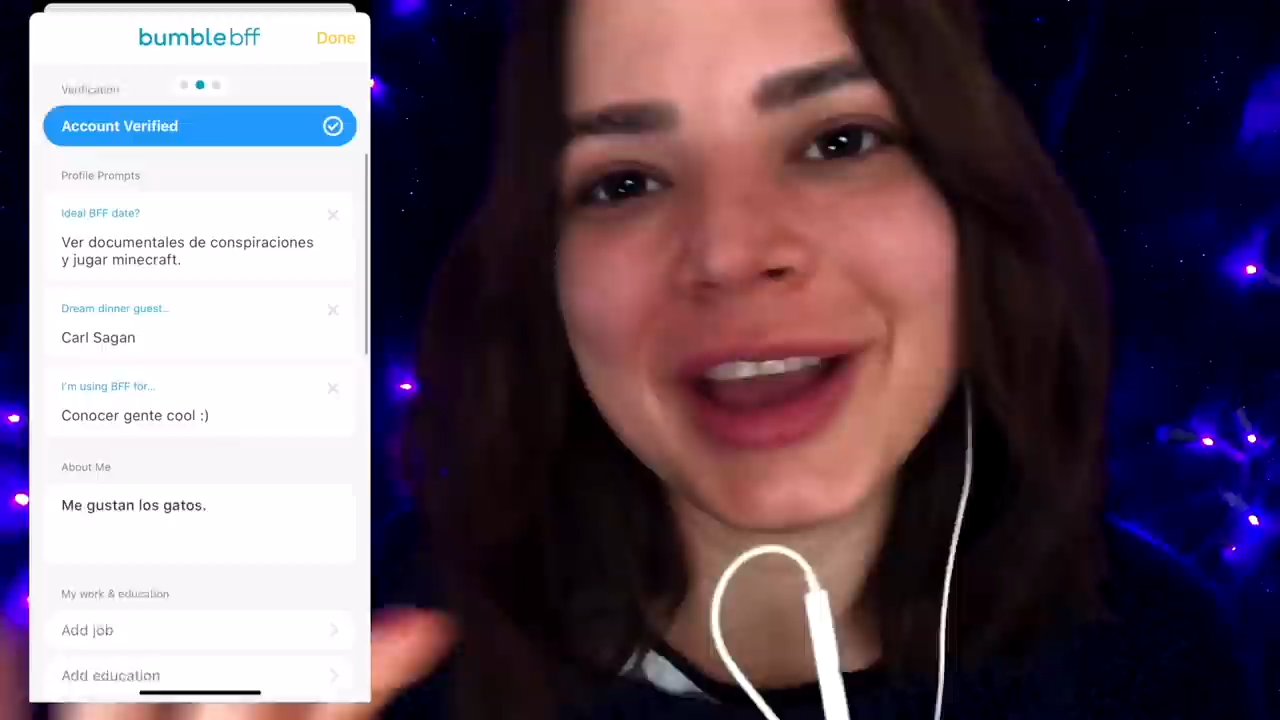 bumble bff
Done
Verification
Account Verified
Profile Prompts
Ideal BFF date?
Ver documentales de conspiraciones
y jugar minecraft.
Dream dinner guest...
Carl Sagan
I'm using BFF for...
Conocer gente cool :)
About Me
Me gustan los gatos.
My work & education
Add job
Add education